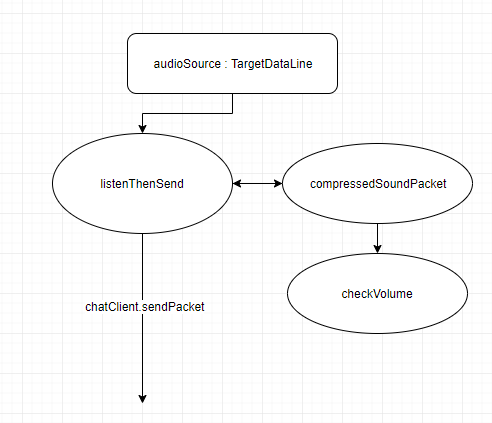 audioSource : TargetDataLine
listenThenSend
compressedSoundPacket
checkVolume
chatClient.sendPacket